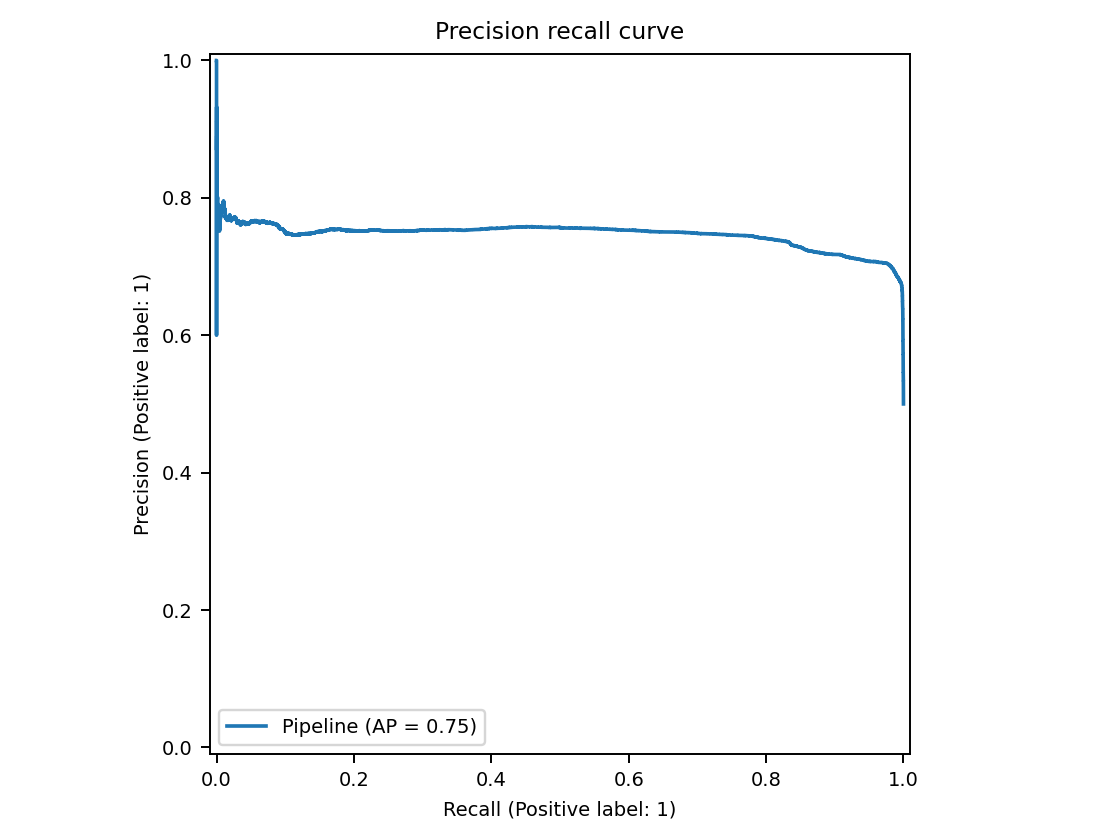 Precision recall curve
1.0
0.8
0.6
0.4
0.2
0.0
Precision (Positive label: 1)
Pipeline (AP = 0.75)
0.0 0.2 0.4 0.6 0.8 1.0
Recall (Positive label: 1)